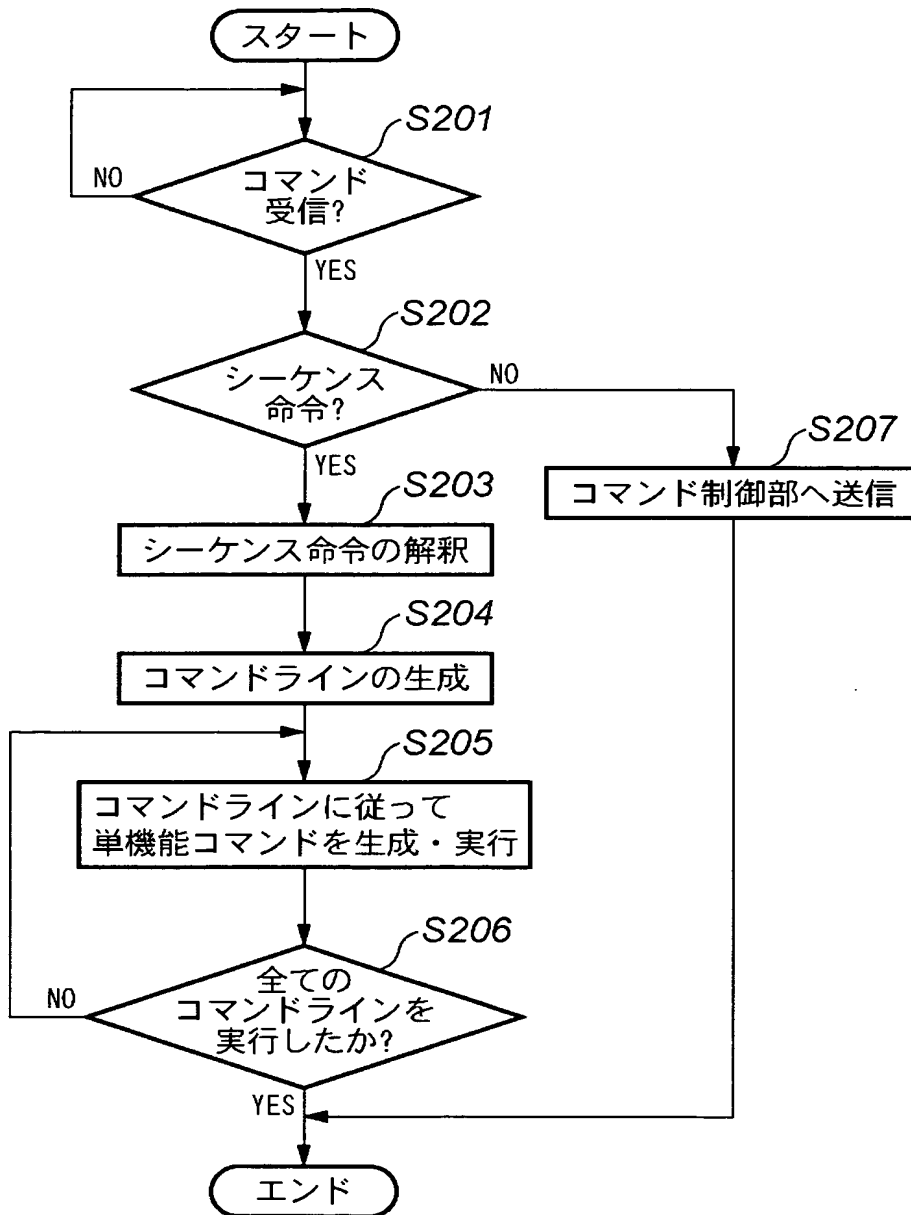 スタート
S201
コマンド
受信?
NO
YES
S202
シーケンス
命令?
NO
YES
S207
コマンド制御部へ送信
S203
シーケンス命令の解釈
S204
コマンドラインの生成
S205
コマンドラインに従って
単機能コマンドを生成・実行
S206
全ての
コマンドラインを
実行したか?
NO
YES
エンド